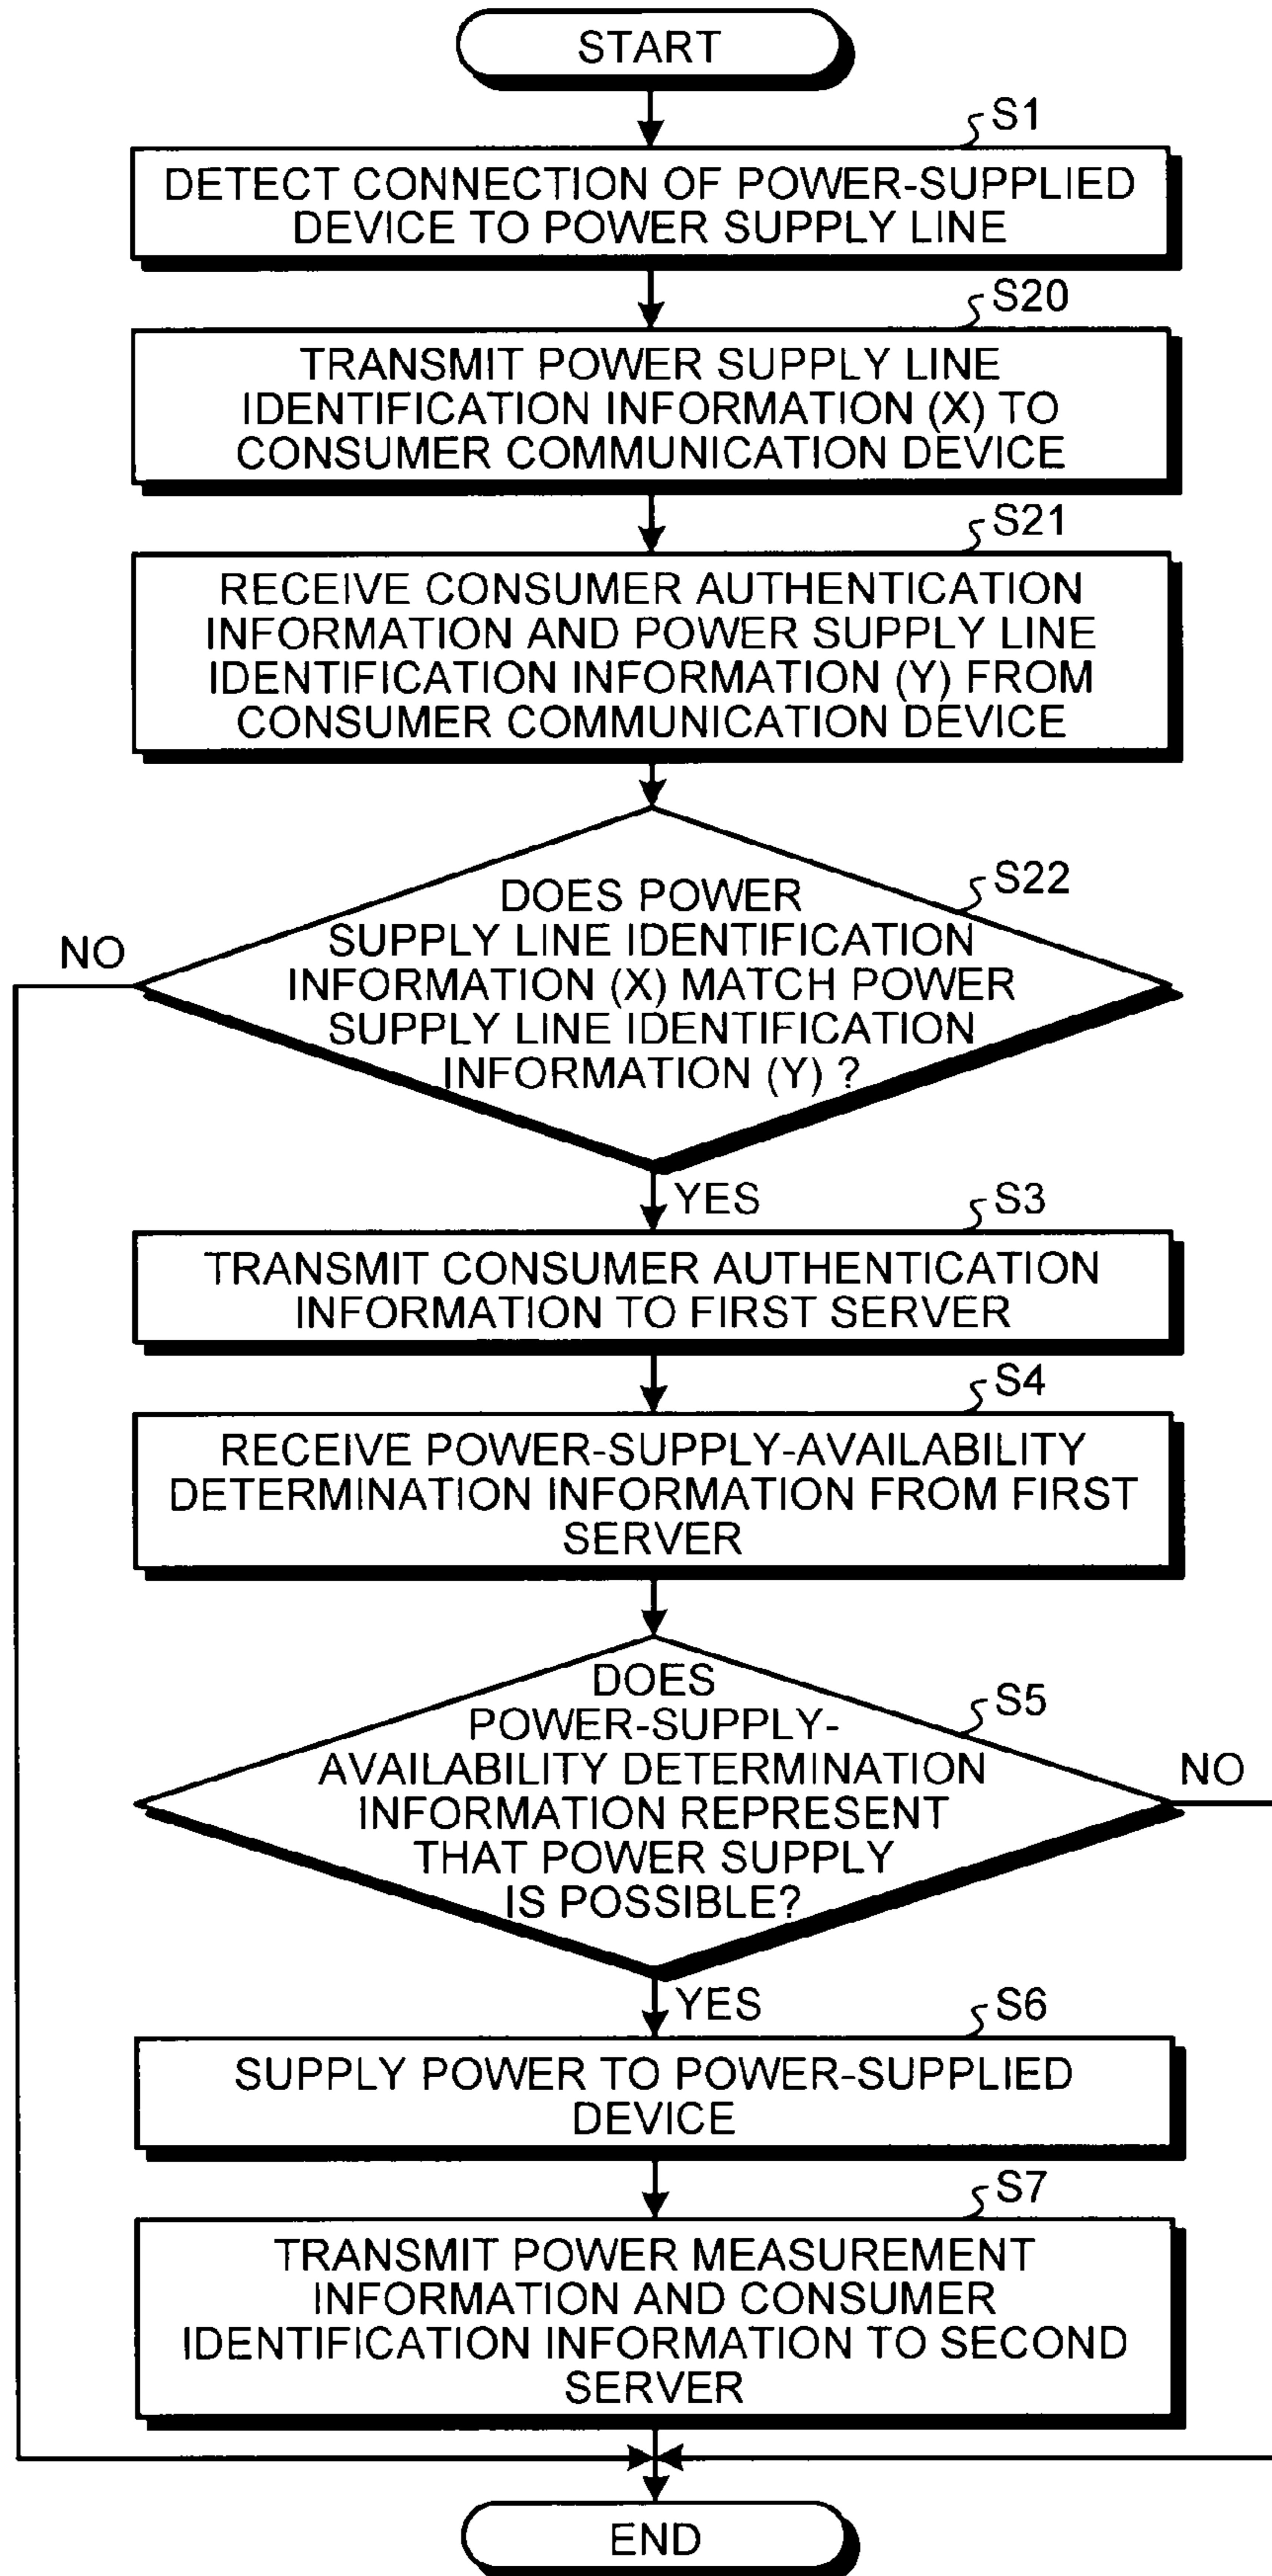 START
S1
DETECT CONNECTION OF POWER-SUPPLIED
DEVICE TO POWER SUPPLY LINE
S20
TRANSMIT POWER SUPPLY LINE
IDENTIFICATION INFORMATION (X) TO
CONSUMER COMMUNICATION DEVICE
S21
RECEIVE CONSUMER AUTHENTICATION
INFORMATION AND POWER SUPPLY LINE
IDENTIFICATION INFORMATION (Y) FROM
CONSUMER COMMUNICATION DEVICE
S22
DOES POWER
SUPPLY LINE IDENTIFICATION
INFORMATION (X) MATCH POWER
SUPPLY LINE IDENTIFICATION
INFORMATION (Y) ?
NO
YES
S3
TRANSMIT CONSUMER AUTHENTICATION
INFORMATION TO FIRST SERVER
S4
RECEIVE POWER-SUPPLY-AVAILABILITY
DETERMINATION INFORMATION FROM FIRST
SERVER
S5
DOES
POWER-SUPPLY-
AVAILABILITY DETERMINATION
INFORMATION REPRESENT
THAT POWER SUPPLY
IS POSSIBLE?
NO
YES
S6
SUPPLY POWER TO POWER-SUPPLIED
DEVICE
S7
TRANSMIT POWER MEASUREMENT
INFORMATION AND CONSUMER
IDENTIFICATION INFORMATION TO SECOND
SERVER
END